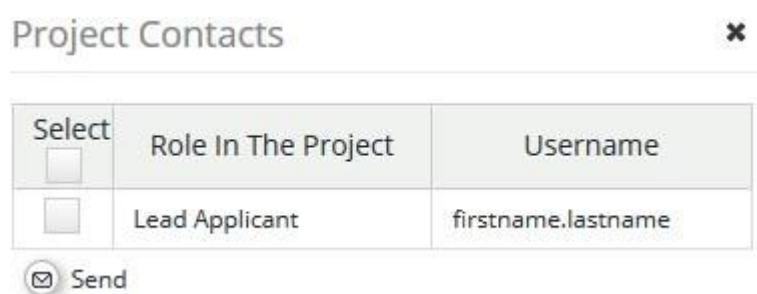 Project Contacts
Select
Role In The Project
Username
Lead Applicant
firstname.lastname
Send